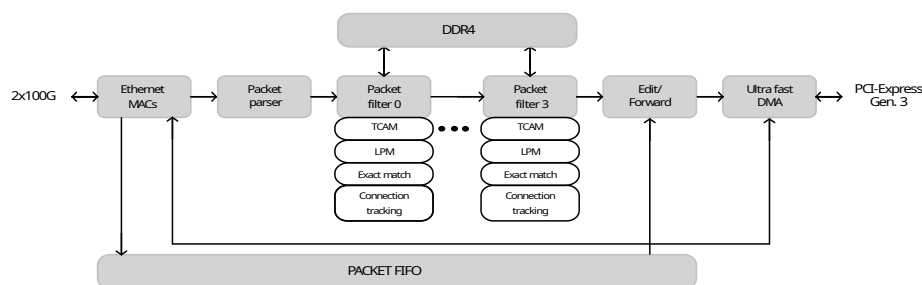 DDR4
2x100G
Ethernet
MACs
Packet
parser
Packet
filter 0
Packet
filter 3
Edit/
Forward
Ultra fast
DMA
PCI-Express
Gen. 3
TCAM
LPM
Exact match
Connection
tracking
TCAM
LPM
Exact match
Connection
tracking
PACKET FIFO